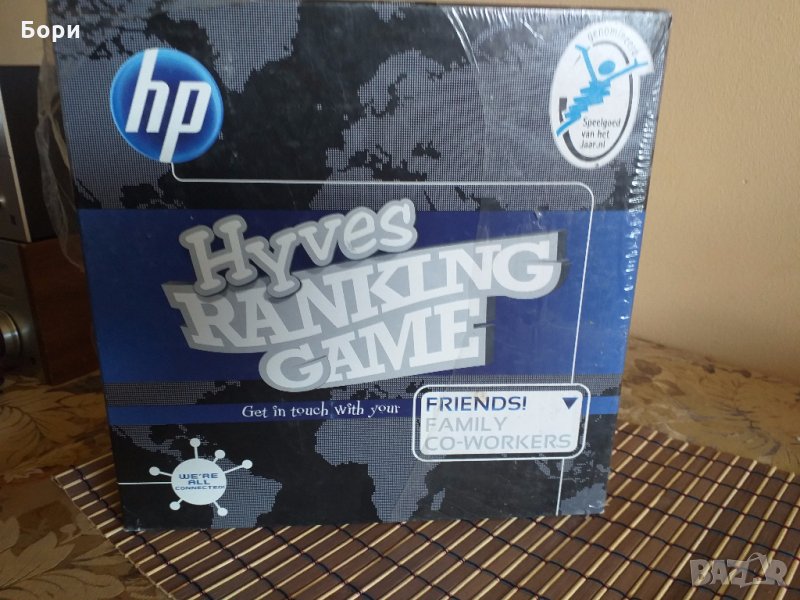 Бори
hp
genomineerd
Speelgoed
van het
Jaar.nl
Hyves
RANKING
GAME
Get in touch with your
FRIENDS!
FAMILY
CO-WORKERS
WE'RE
ALL
CONNECTED!
BAZAR